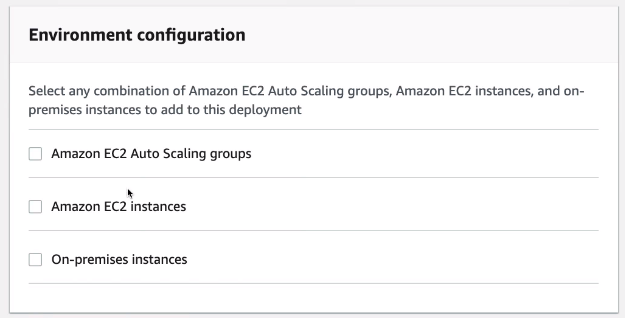 Environment configuration
Select any combination of Amazon EC2 Auto Scaling groups, Amazon EC2 instances, and on-
premises instances to add to this deployment
Amazon EC2 Auto Scaling groups
Amazon EC2 instances
On-premises instances